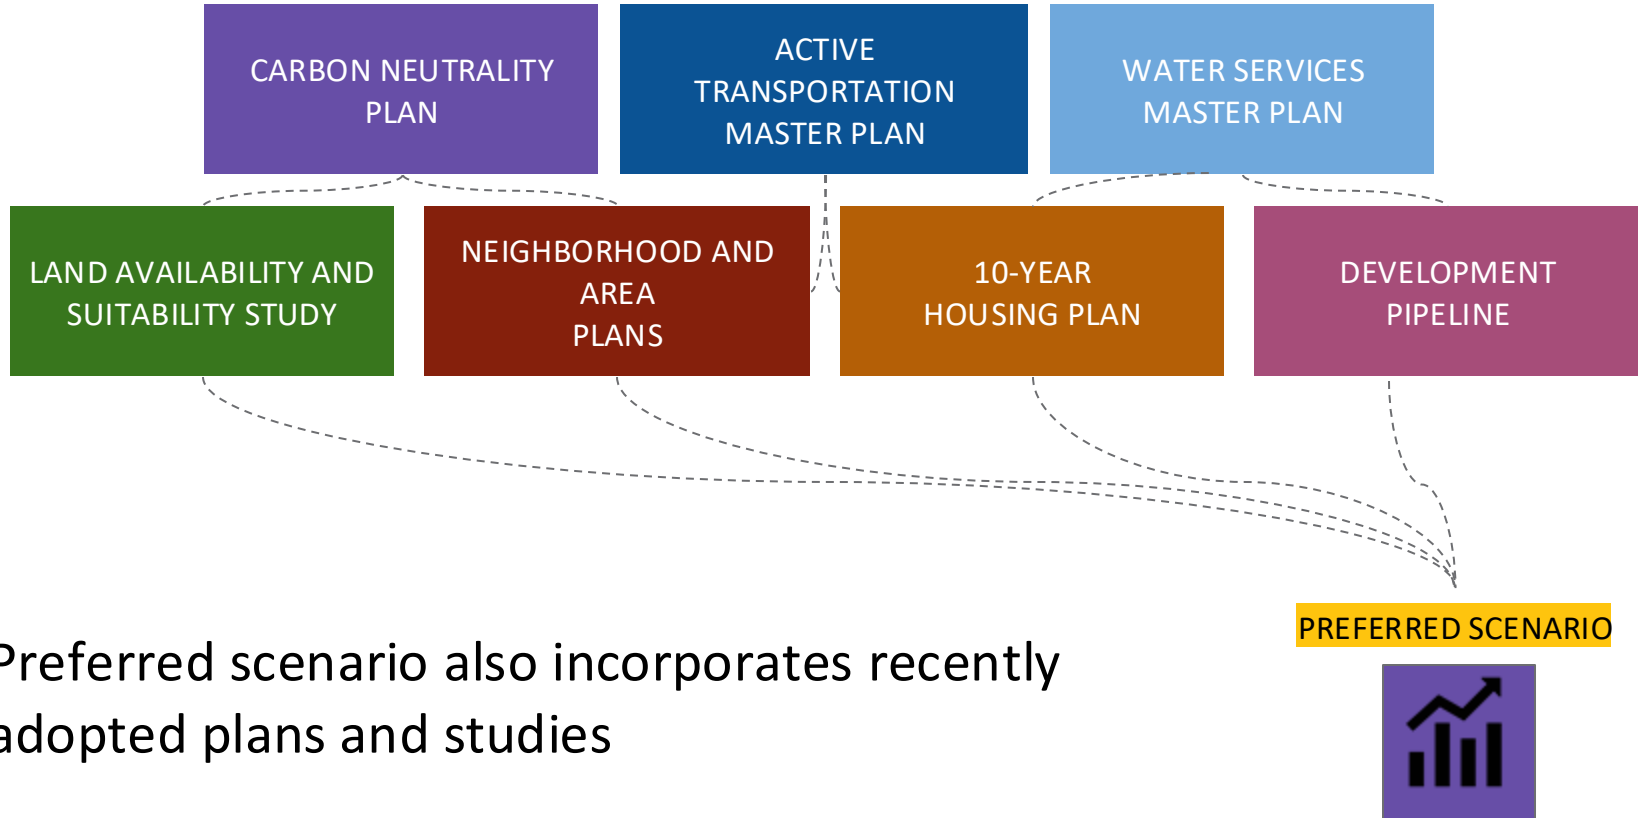 CARBON NEUTRALITY
PLAN
ACTIVE
TRANSPORTATION
MASTER PLAN
WATER SERVICES
MASTER PLAN
LAND AVAILABILITY AND
SUITABILITY STUDY
NEIGHBORHOOD AND
AREA
PLANS
10-YEAR
HOUSING PLAN
DEVELOPMENT
PIPELINE
PREFERRED SCENARIO
Preferred scenario also incorporates recently
adopted plans and studies